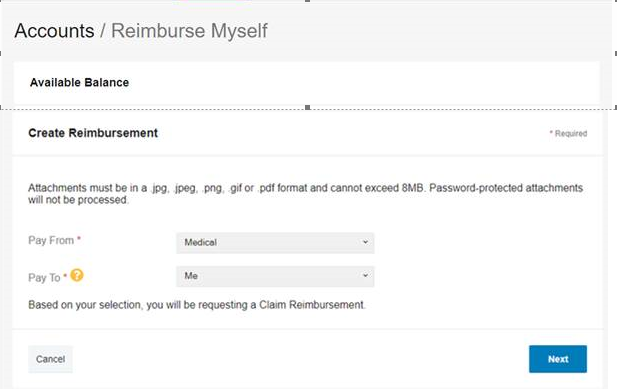 Accounts / Reimburse Myself
Available Balance
Create Reimbursement
* Required
Attachments must be in a .jpg, .jpeg, .png, .gif or .pdf format and cannot exceed 8MB. Password-protected attachments
will not be processed.
Pay From *
Medical
Pay To * ?
Me
Based on your selection, you will be requesting a Claim Reimbursement.
Cancel
Next